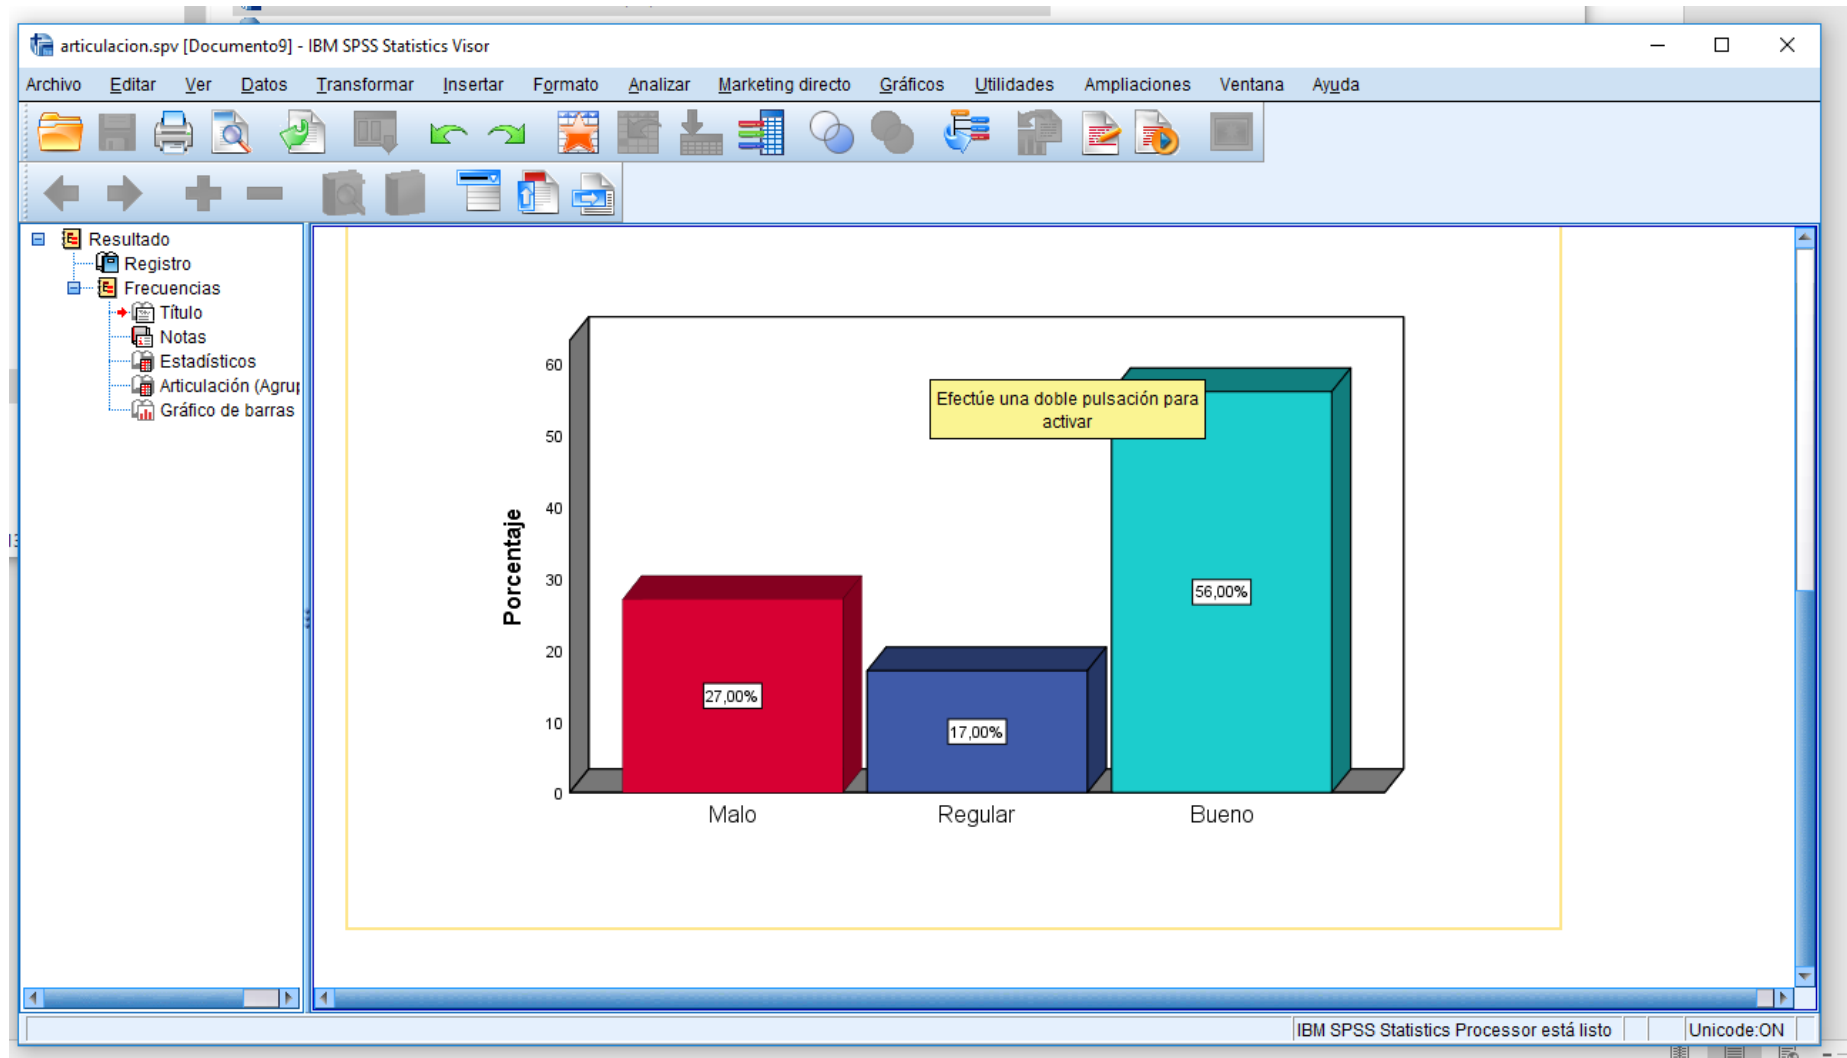 articulacion.spv [Documento9] - IBM SPSS Statistics Visor
Archivo Editar Ver Datos Transformar Insertar Formato Analizar Marketing directo Gráficos Utilidades Ampliaciones Ventana Ayuda
Resultado
Registro
Frecuencias
Título
Notas
Estadísticos
Articulación (Agrup
Gráfico de barras
Porcentaje
60
50
40
30
20
10
0
Efectúe una doble pulsación para
activar
27,00%
17,00%
56,00%
Malo Regular Bueno
IBM SPSS Statistics Processor está listo
Unicode:ON